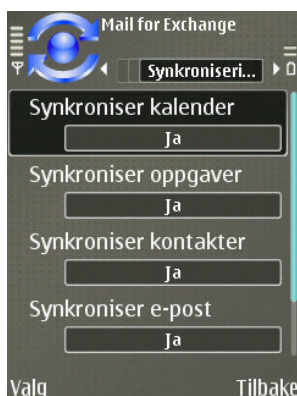 Mail for Exchange
Synkroniseri...
Synkroniser kalender
Ja
Synkroniser oppgaver
Ja
Synkroniser kontakter
Ja
Synkroniser e-post
Ja
Valg Tilbake